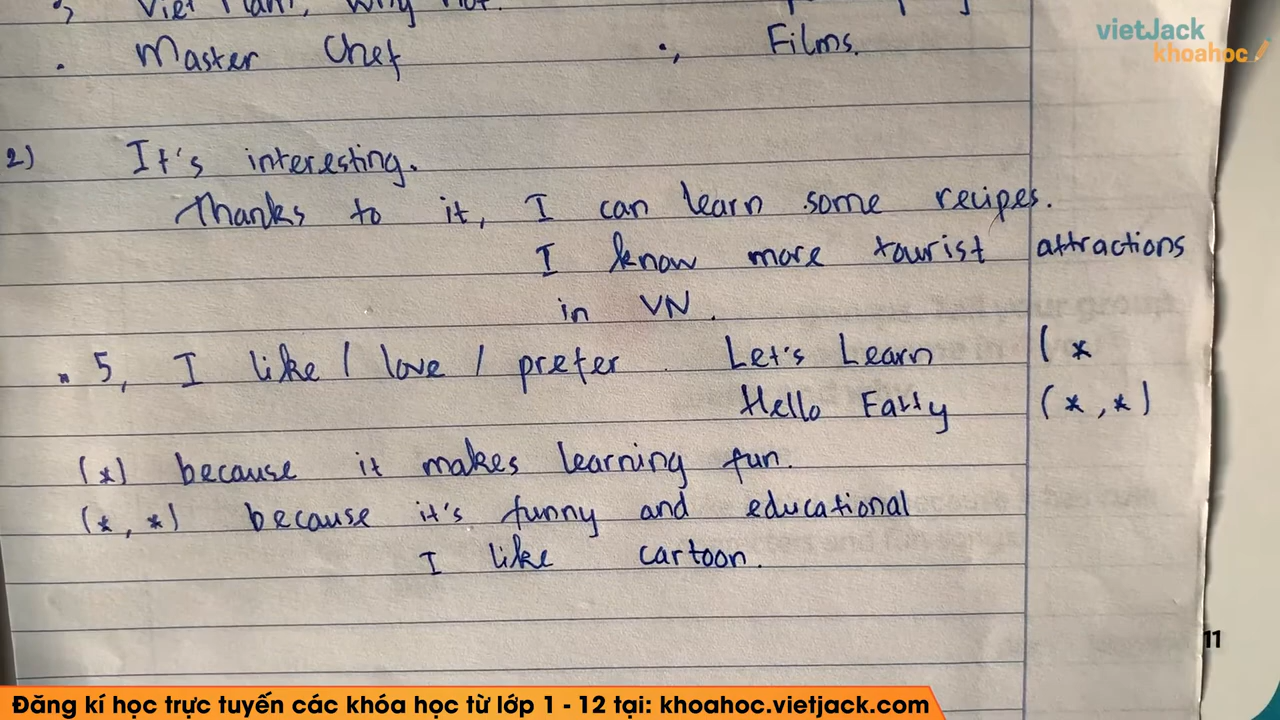 vietJack
khoahoc
Master Chef Films.
2) It's interesting.
Thanks to it, I can learn some recipes.
I know more tourist attractions
in VN.
5, I like / love / prefer Let's Learn ( *
Hello Fatty ( * , * )
( * ) because it makes learning fun.
( * , * ) because it's funny and educational
I like cartoon.
11
Đăng kí học trực tuyến các khóa học từ lớp 1 - 12 tại: khoahoc.vietjack.com